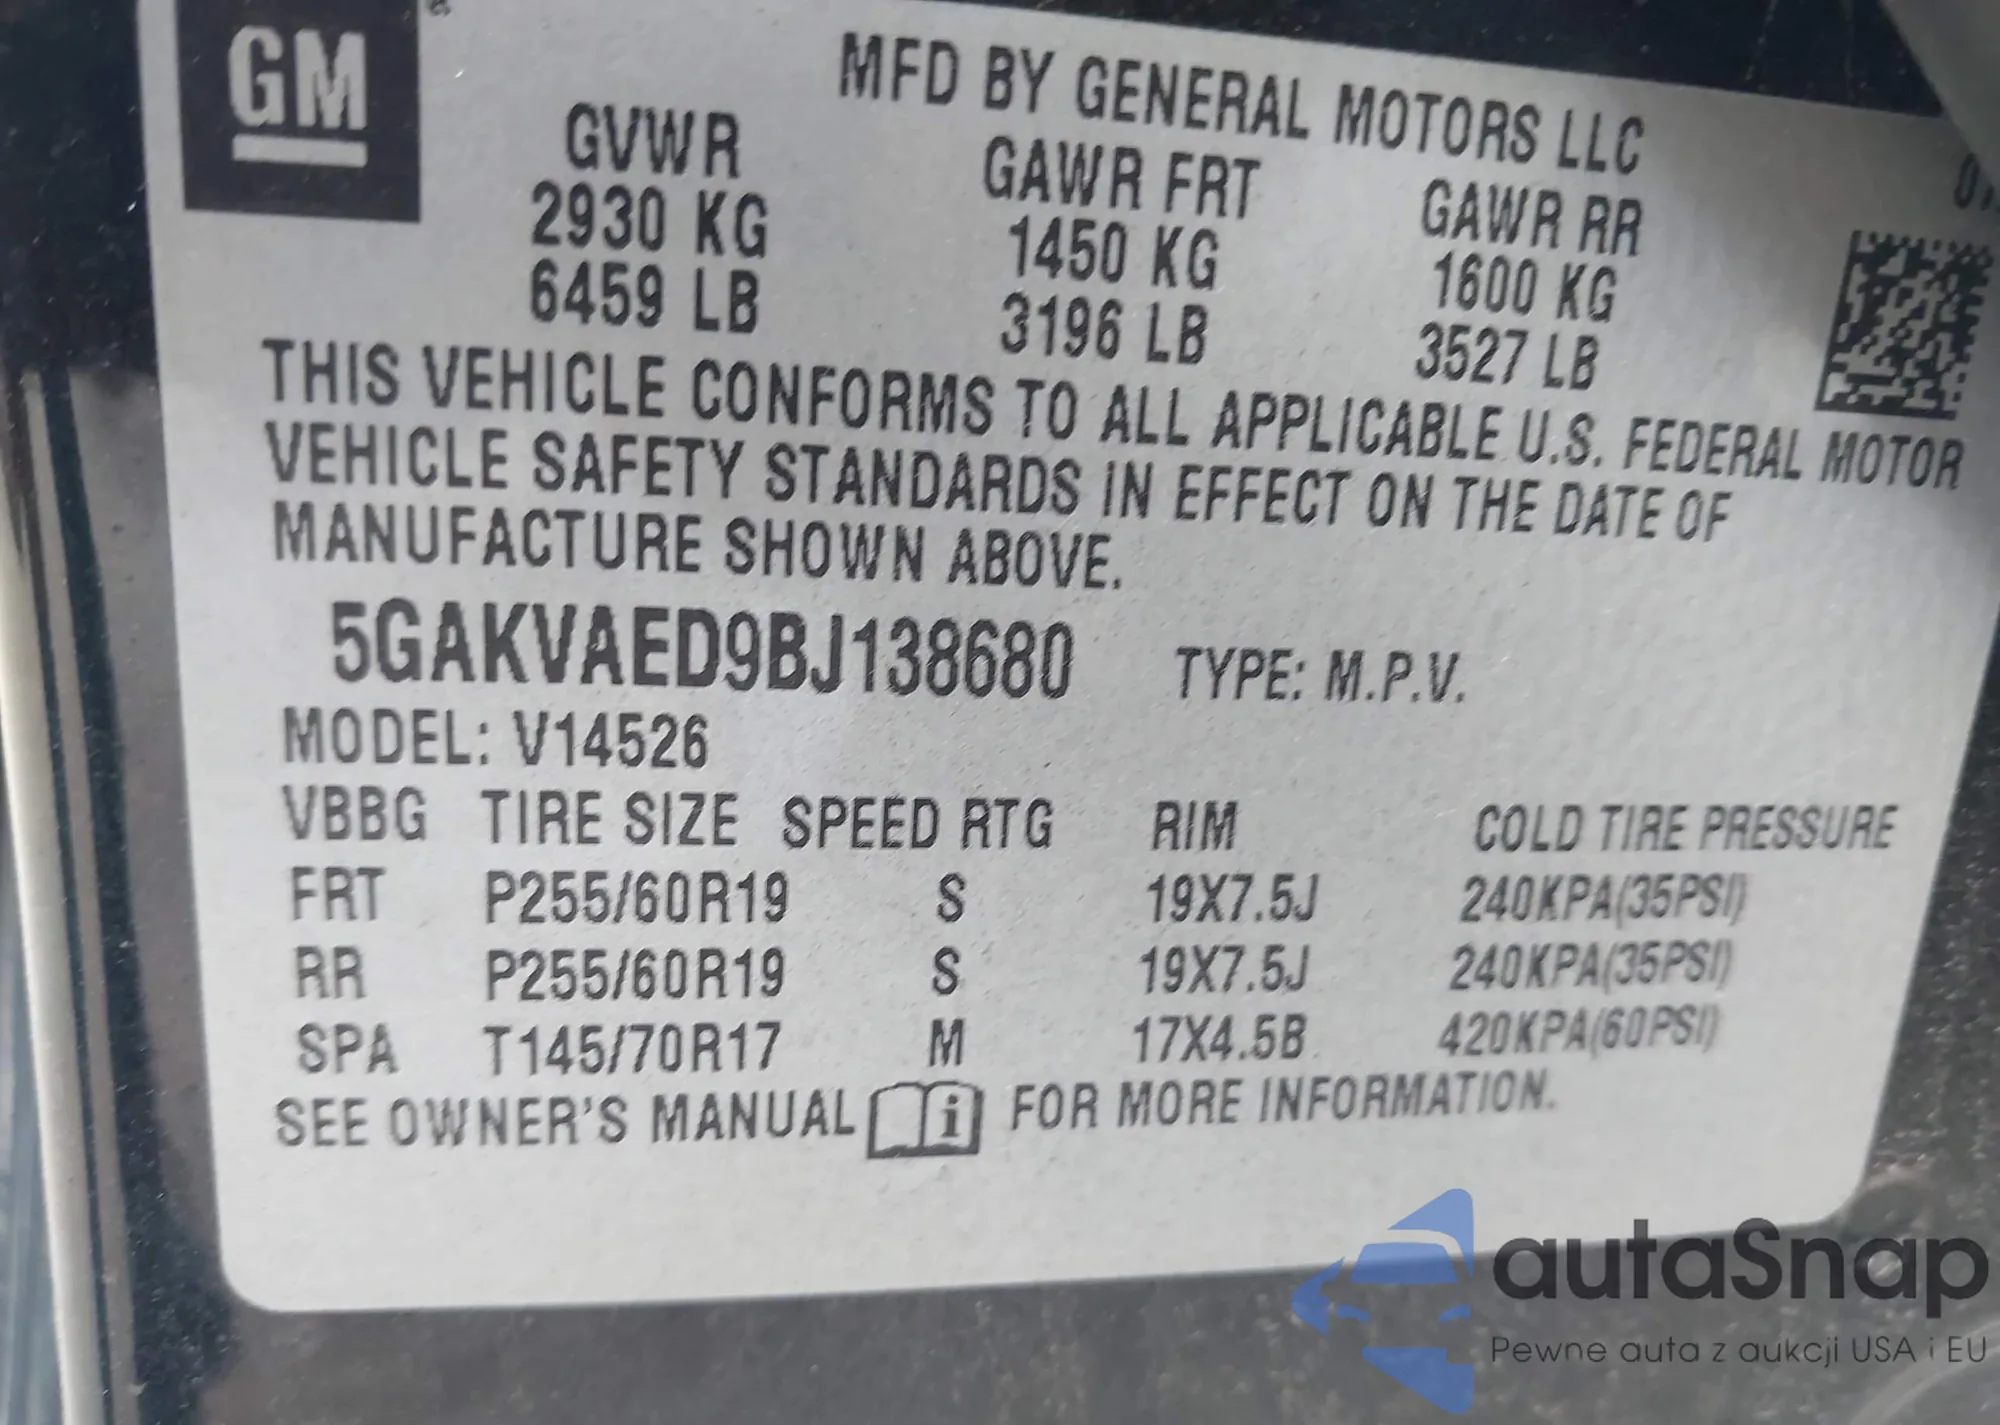 GM
MFD BY GENERAL MOTORS LLC
GVWR GAWR FRT GAWR RR
2930 KG 1450 KG 1600 KG
6459 LB 3196 LB 3527 LB
THIS VEHICLE CONFORMS TO ALL APPLICABLE U.S. FEDERAL MOTOR
VEHICLE SAFETY STANDARDS IN EFFECT ON THE DATE OF
MANUFACTURE SHOWN ABOVE.
5GAKVAED9BJ138680 TYPE: M.P.V.
MODEL: V14526
VBBG TIRE SIZE SPEED RTG RIM COLD TIRE PRESSURE
FRT P255/60R19 S 19X7.5J 240KPA(35PSI)
RR P255/60R19 S 19X7.5J 240KPA(35PSI)
SPA T145/70R17 M 17X4.5B 420KPA(60PSI)
SEE OWNER'S MANUAL i FOR MORE INFORMATION.
autaSnap
Pewne auta z aukcji USA i EU